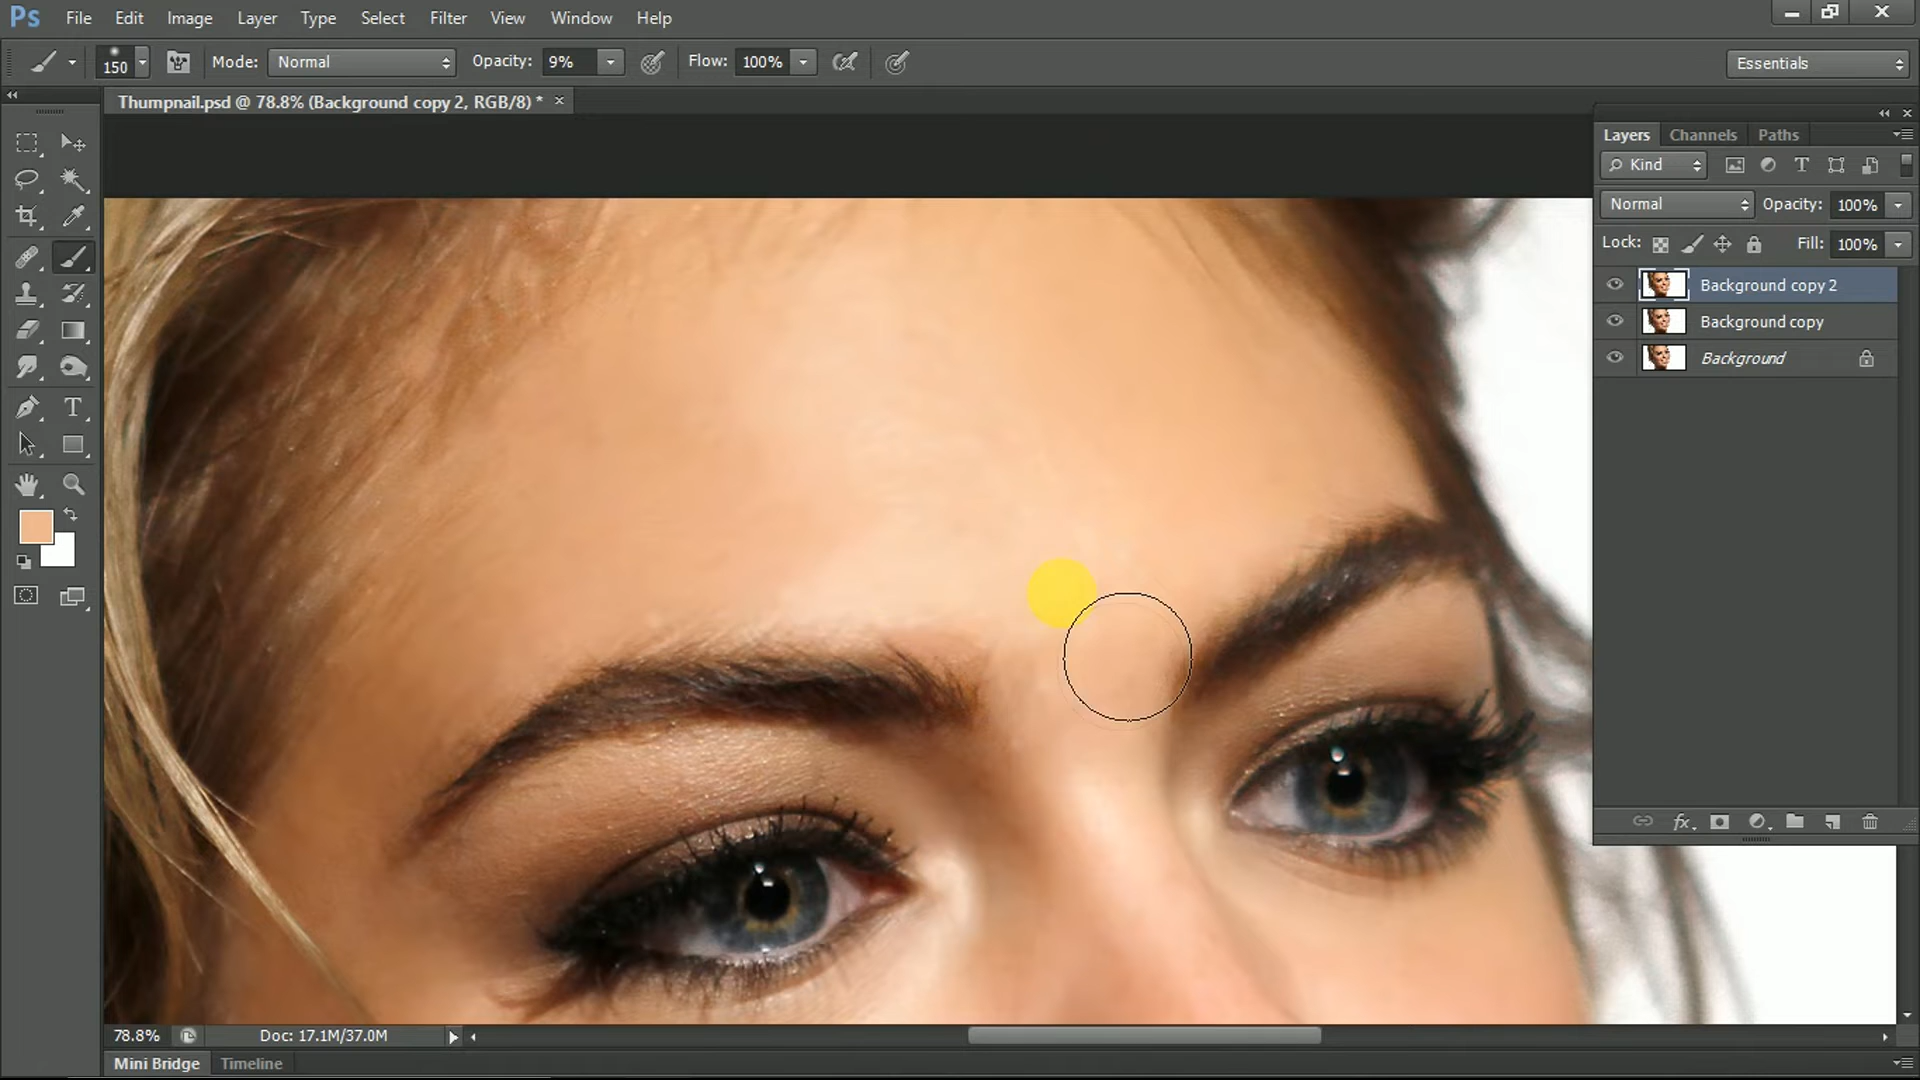 Ps File Edit Image Layer Type Select Filter View Window Help
150 Mode: Normal Opacity: 9% Flow: 100% Essentials
Thumpnail.psd @ 78.8% (Background copy 2, RGB/8) *
Layers Channels Paths
Kind
Normal Opacity: 100%
Lock: Fill: 100%
Background copy 2
Background copy
Background
fx
78.8% Doc: 17.1M/37.0M
Mini Bridge Timeline